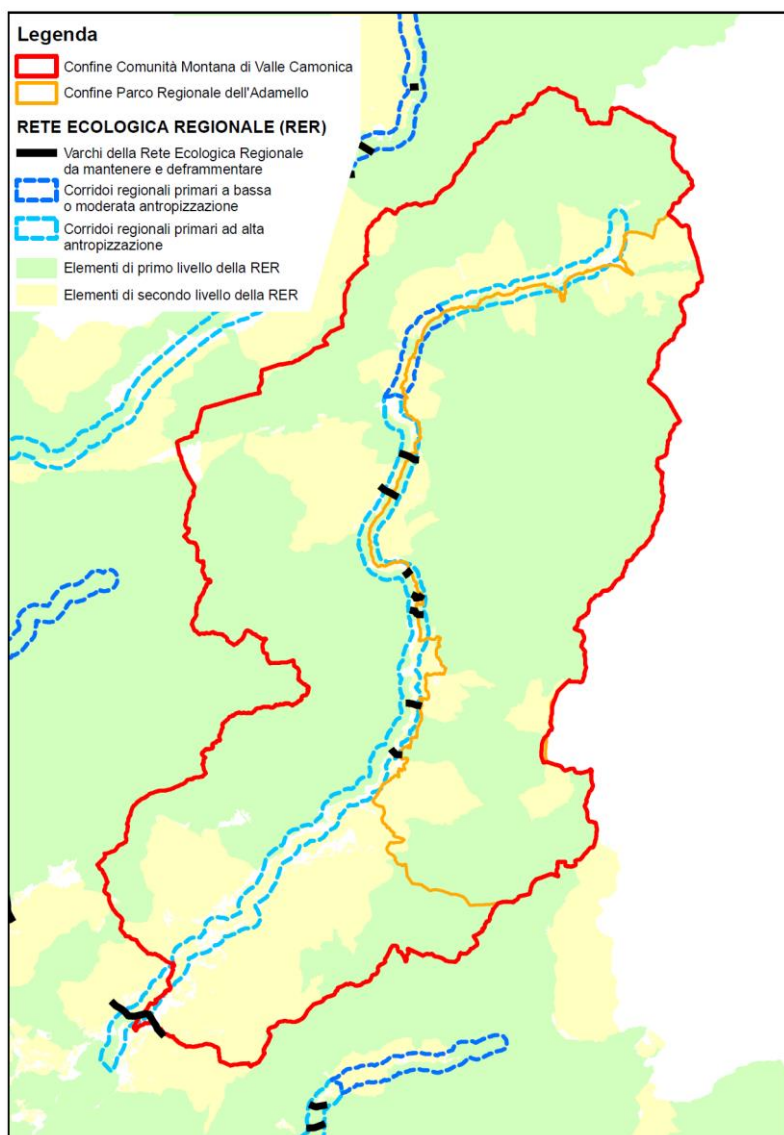 Legenda
Confine Comunità Montana di Valle Camonica
Confine Parco Regionale dell'Adamello
RETE ECOLOGICA REGIONALE (RER)
Varchi della Rete Ecologica Regionale
da mantenere e deframmentare
Corridoi regionali primari a bassa
o moderata antropizzazione
Corridoi regionali primari ad alta
antropizzazione
Elementi di primo livello della RER
Elementi di secondo livello della RER